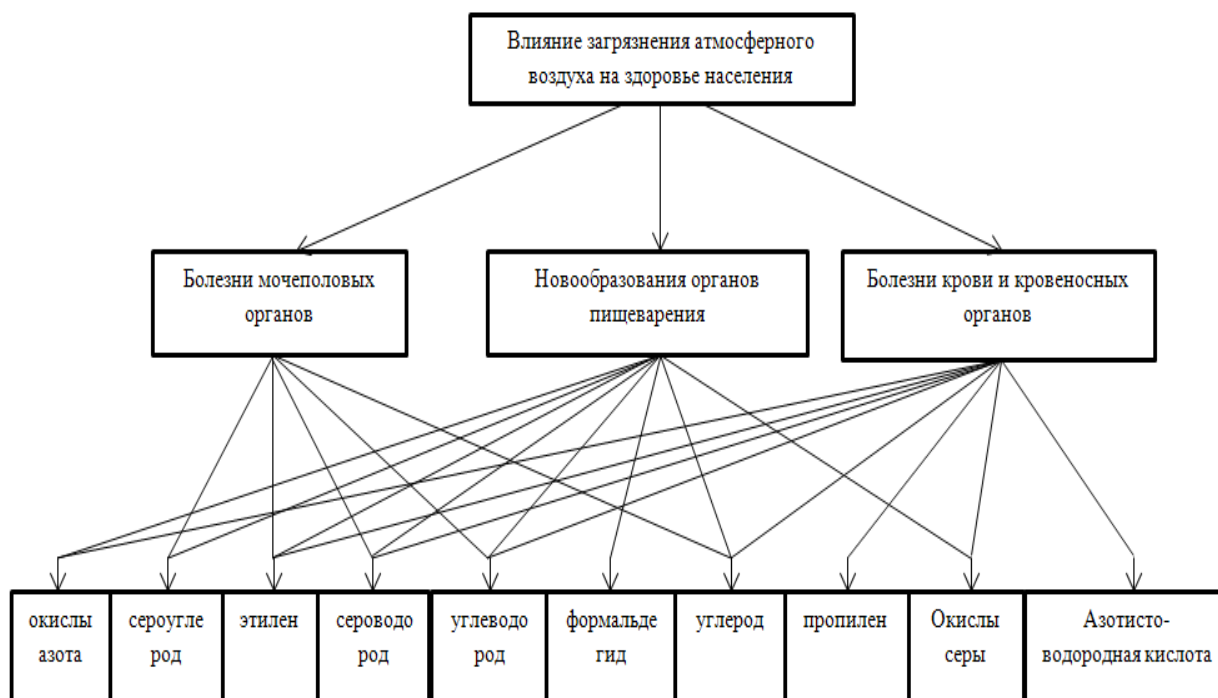 Влияние загрязнения атмосферного
воздуха на здоровье населения
Болезни мочеполовых
органов
Новообразования органов
пищеварения
Болезни крови и кровеносных
органов
окислы
азота
сероугле
род
этилен
сероводо
род
углеводо
род
формальде
гид
углерод
пропилен
Окислы
серы
Азотисто-
водородная кислота